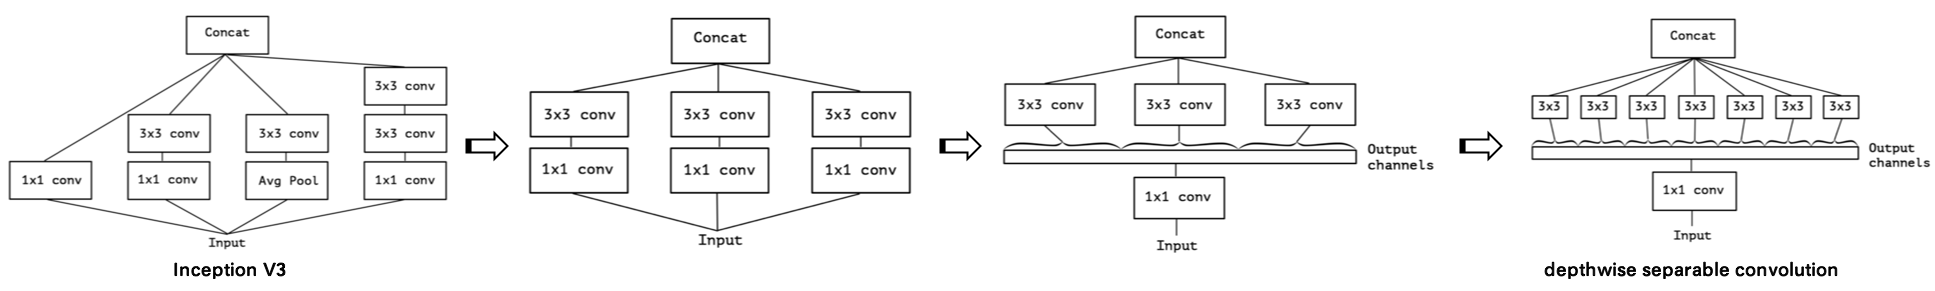 Concat
3x3 conv
3x3 conv
3x3 conv
3x3 conv
1x1 conv
1x1 conv
Avg Pool
1x1 conv
Input
Inception V3
Concat
3x3 conv
3x3 conv
3x3 conv
1x1 conv
1x1 conv
1x1 conv
Input
Concat
3x3 conv
3x3 conv
3x3 conv
Output
channels
1x1 conv
Input
Concat
3x3
3x3
3x3
3x3
3x3
3x3
3x3
Output
channels
1x1 conv
Input
depthwise separable convolution